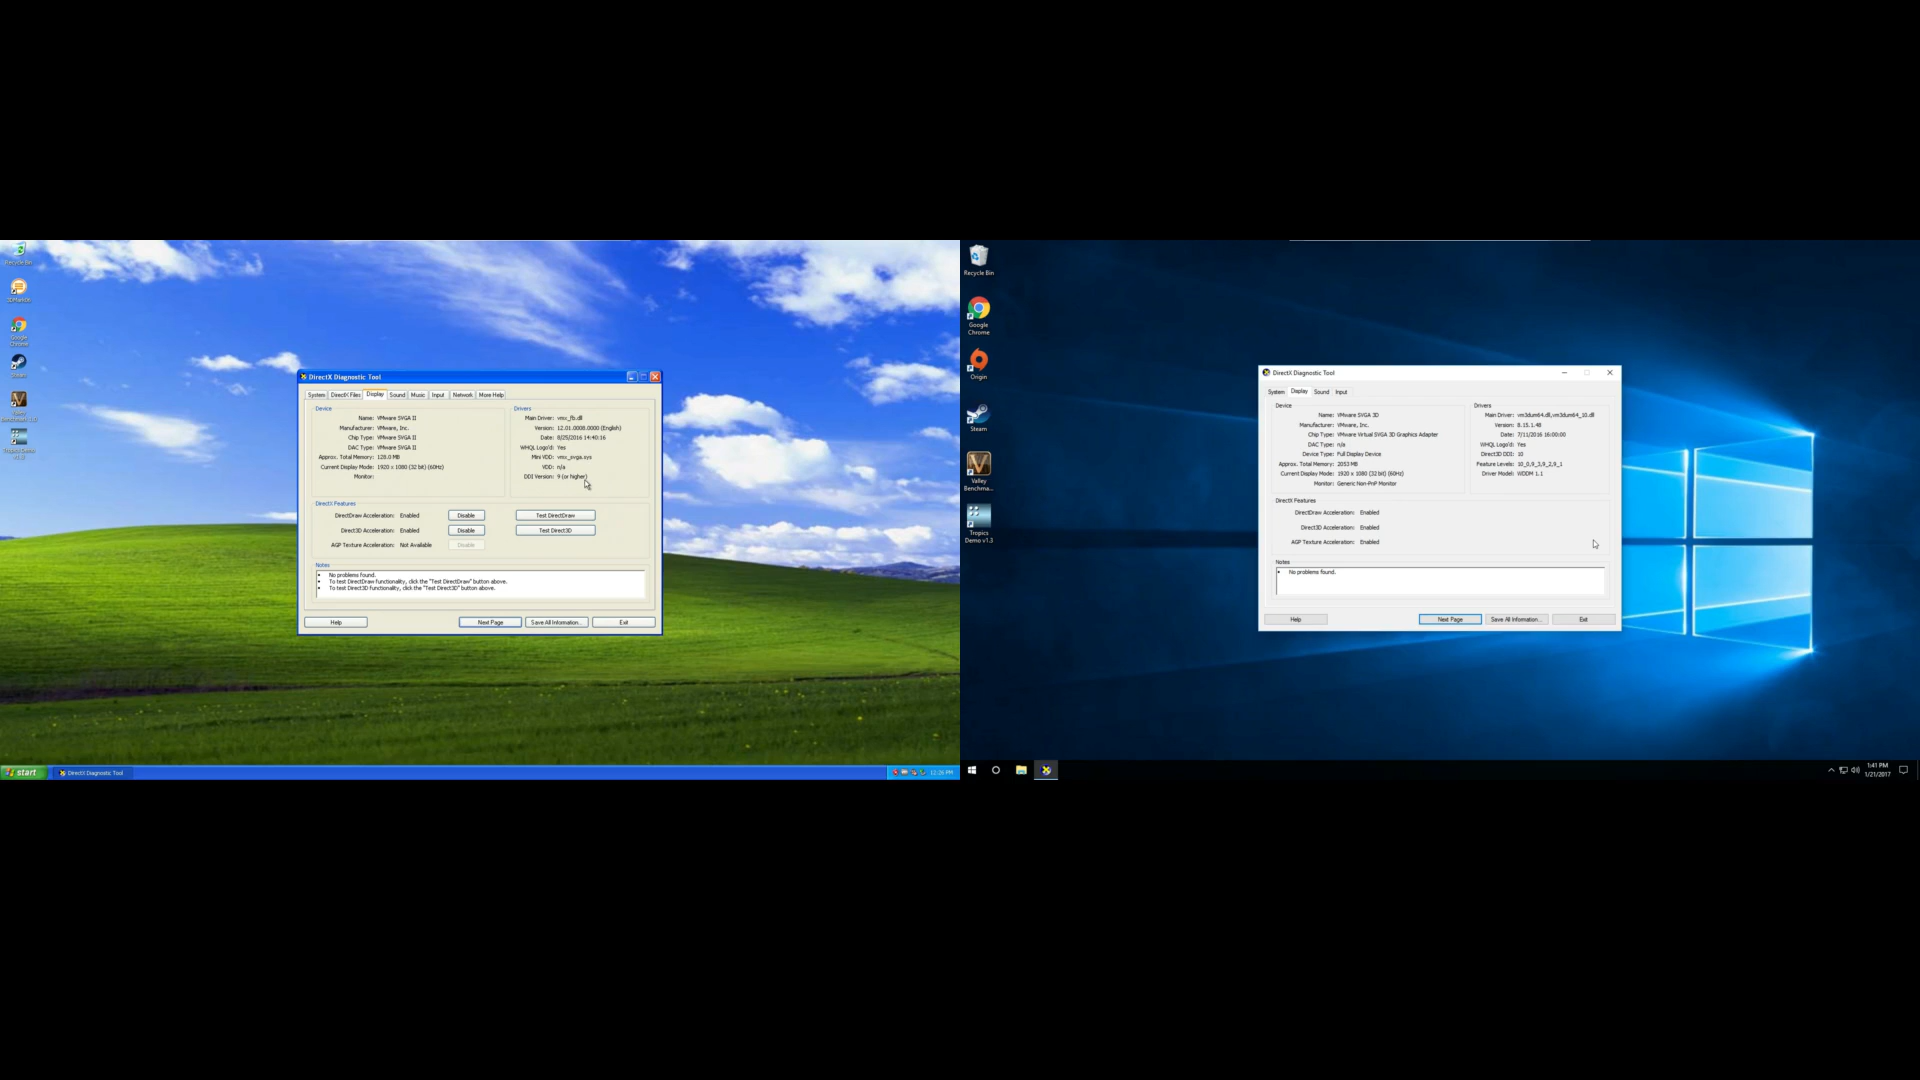 Recycle Bin
3DMark06
Google
Chrome
Steam
Valley
Tropics Demo
DirectX Diagnostic Tool
System
DirectX Files
Display
Sound
Music
Input
Network
More Help
Device
Name: VMware SVGA II
Manufacturer: VMware, Inc.
Chip Type: VMware SVGA II
DAC Type: VMware SVGA II
Approx. Total Memory: 128.0 MB
Current Display Mode: 1920 x 1080 (32 bit) (60Hz)
Monitor:
Drivers
Main Driver: vmx_fb.dll
Version: 12.01.0008.0000 (English)
Date: 8/25/2016 14:40:16
WHQL Logo'd: Yes
Mini VDD: vmx_svga.sys
VDD: n/a
DDI Version: 9 (or higher)
DirectX Features
DirectDraw Acceleration: Enabled
Disable
Test DirectDraw
Direct3D Acceleration: Enabled
Disable
Test Direct3D
AGP Texture Acceleration: Not Available
Disable
Notes
No problems found.
To test DirectDraw functionality, click the "Test DirectDraw" button above.
To test Direct3D functionality, click the "Test Direct3D" button above.
Help
Next Page
Save All Information...
Exit
start
DirectX Diagnostic Tool
12:26 PM
Recycle Bin
Google
Chrome
Origin
Steam
Valley
Benchma...
Tropics
Demo v1.3
DirectX Diagnostic Tool
System
Display
Sound
Input
Device
Name: VMware SVGA 3D
Manufacturer: VMware, Inc.
Chip Type: VMware Virtual SVGA 3D Graphics Adapter
DAC Type: n/a
Device Type: Full Display Device
Approx. Total Memory: 2053 MB
Current Display Mode: 1920 x 1080 (32 bit) (60Hz)
Monitor: Generic Non-PnP Monitor
Drivers
Main Driver: vm3dum64.dll,vm3dum64_10.dll
Version: 8.15.1.48
Date: 7/11/2016 16:00:00
WHQL Logo'd: Yes
Direct3D DDI: 10
Feature Levels: 10_0,9_3,9_2,9_1
Driver Model: WDDM 1.1
DirectX Features
DirectDraw Acceleration: Enabled
Direct3D Acceleration: Enabled
AGP Texture Acceleration: Enabled
Notes
No problems found.
Help
Next Page
Save All Information...
Exit
1:41 PM
1/21/2017